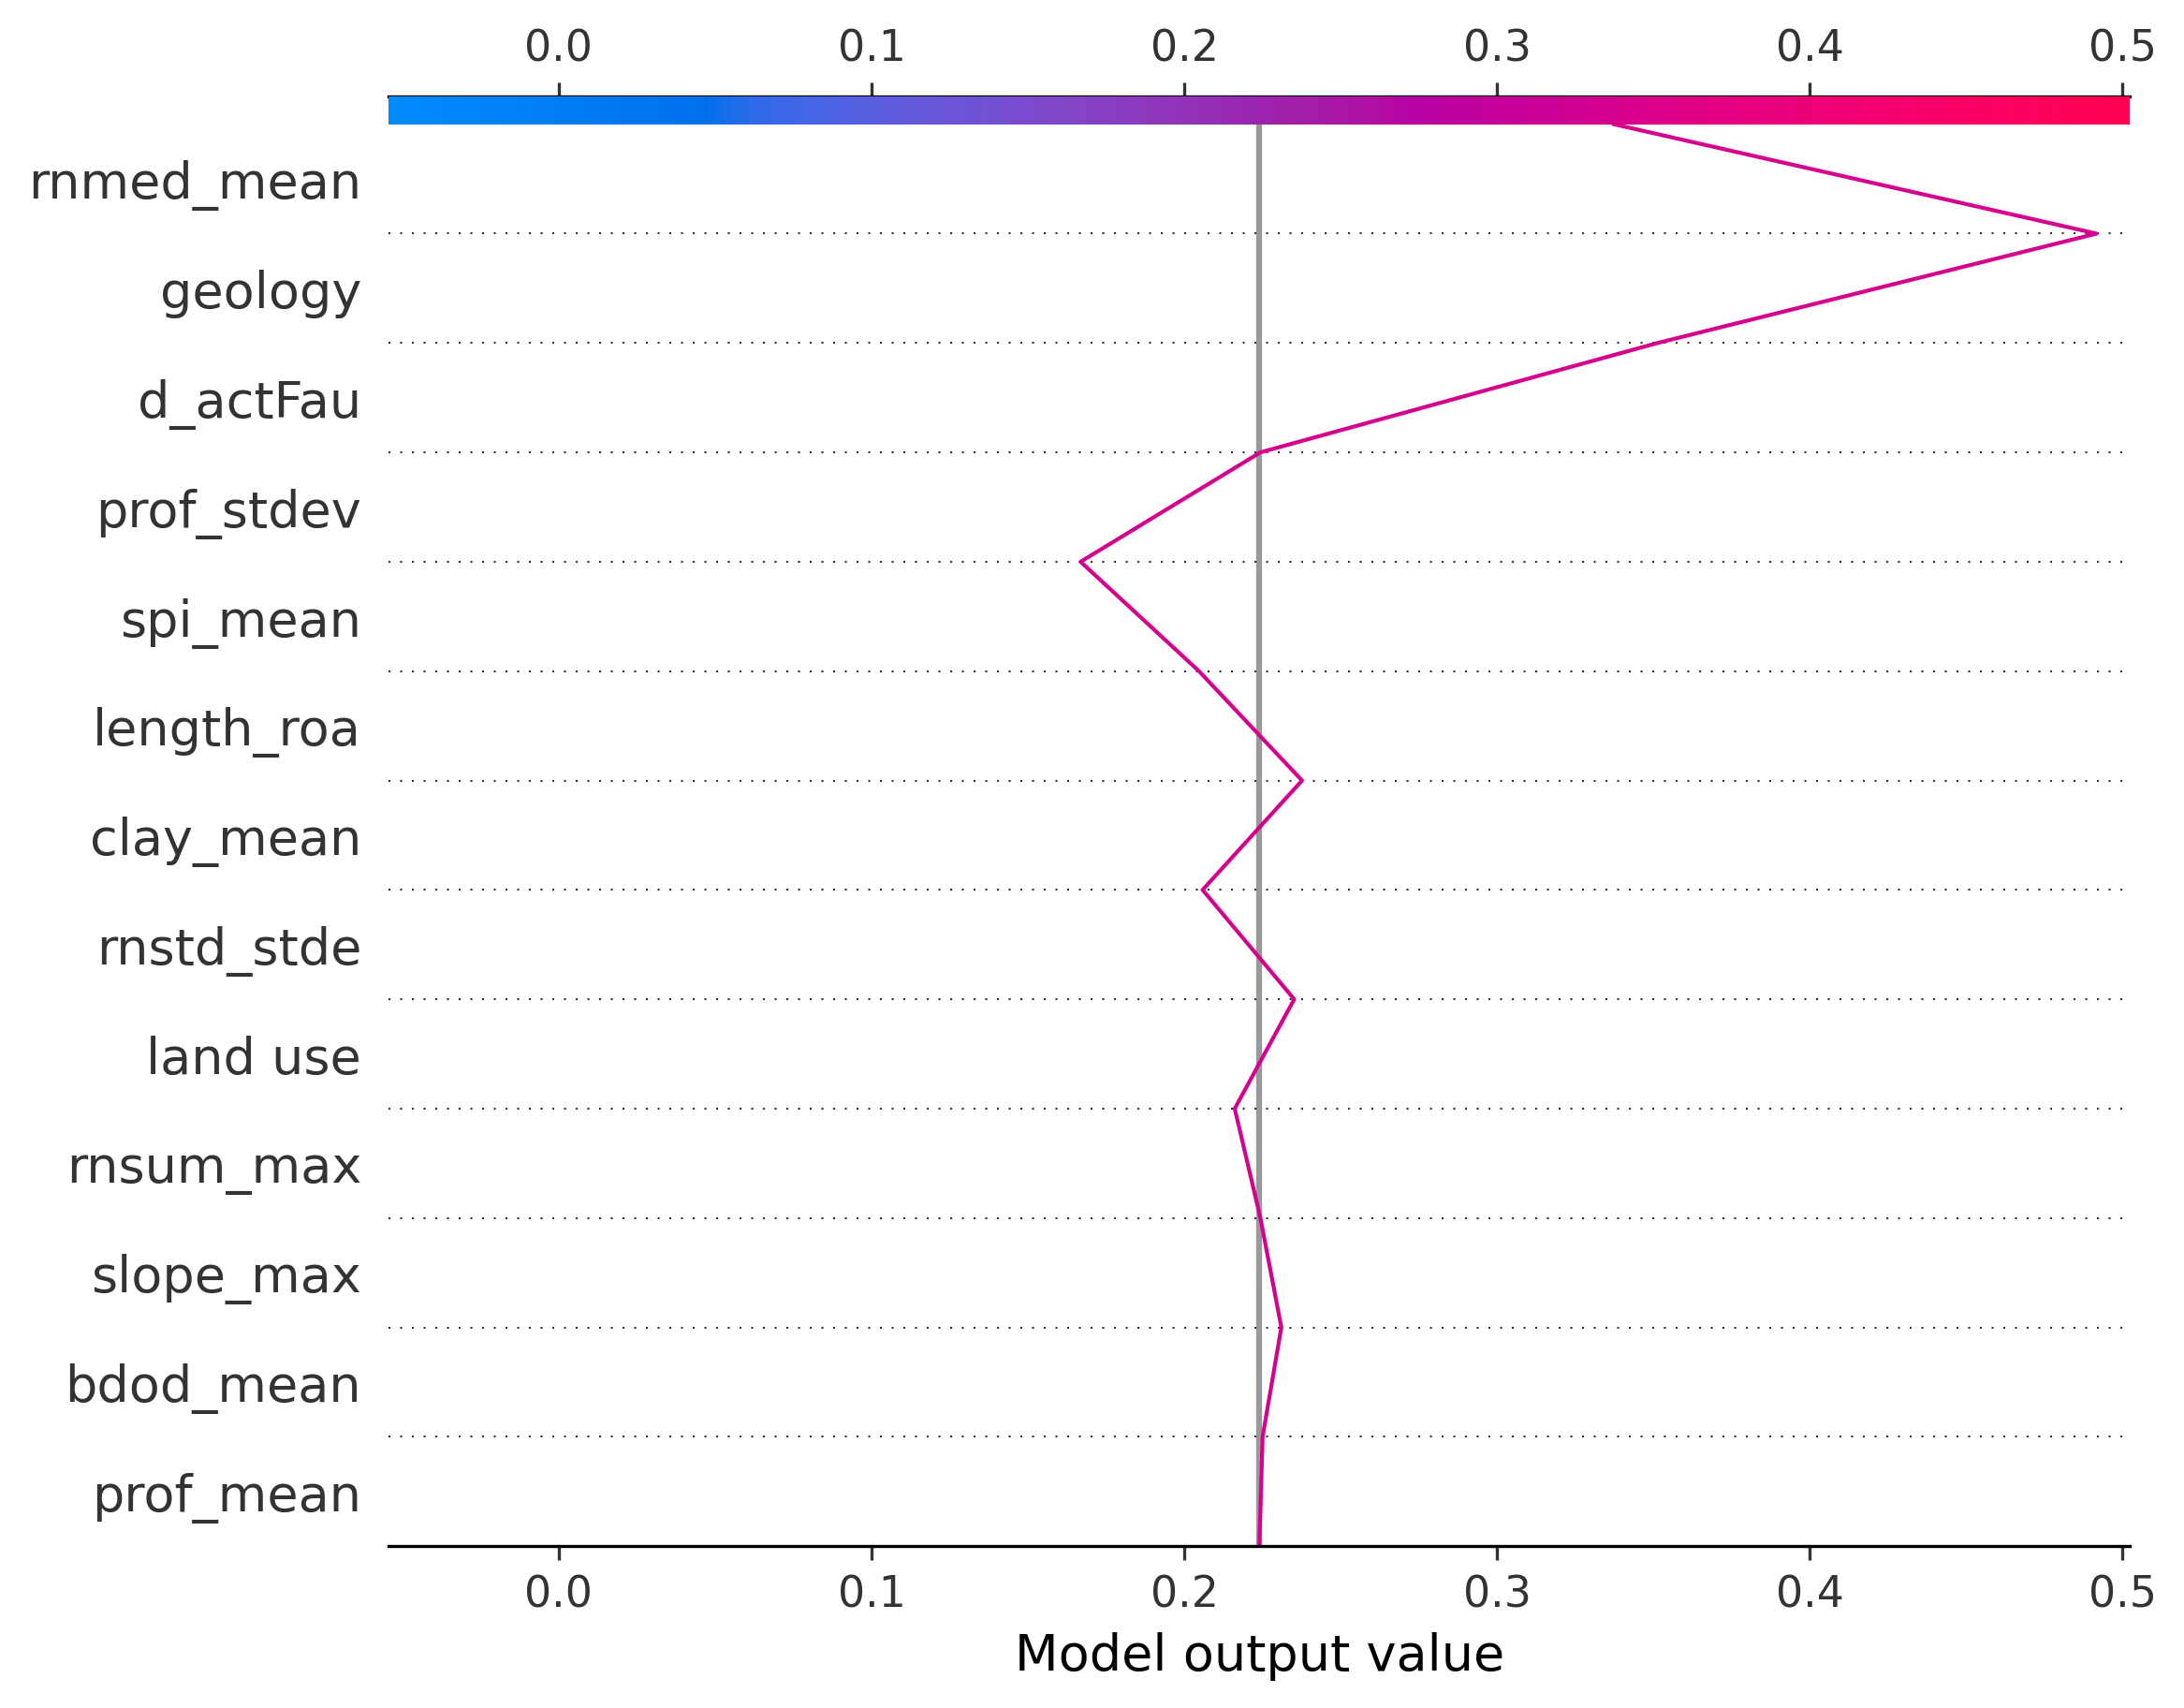 0.0 0.1 0.2 0.3 0.4 0.5
rnmed_mean
geology
d_actFau
prof_stdev
spi_mean
length_roa
clay_mean
rnstd_stde
land use
rnsum_max
slope_max
bdod_mean
prof_mean
0.0 0.1 0.2 0.3 0.4 0.5
Model output value